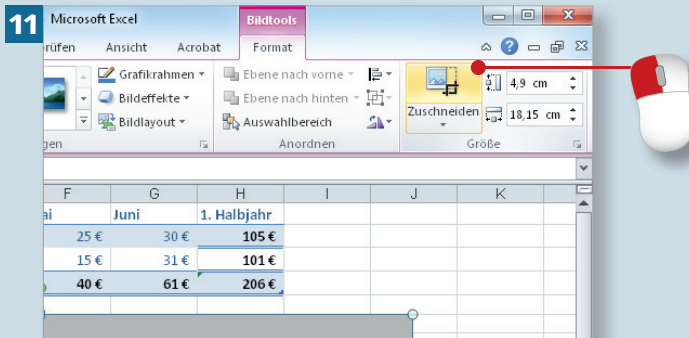 11
Microsoft Excel Bildtools
rüfen Ansicht Acrobat Format
Grafikrahmen Ebene nach vorne 4,9 cm
Bildeffekte Ebene nach hinten Zuschneiden 18,15 cm
Bildlayout Auswahlbereich
gen Anordnen Größe
F G H I J K
ai Juni 1. Halbjahr
25 € 30 € 105 €
15 € 31 € 101 €
40 € 61 € 206 €